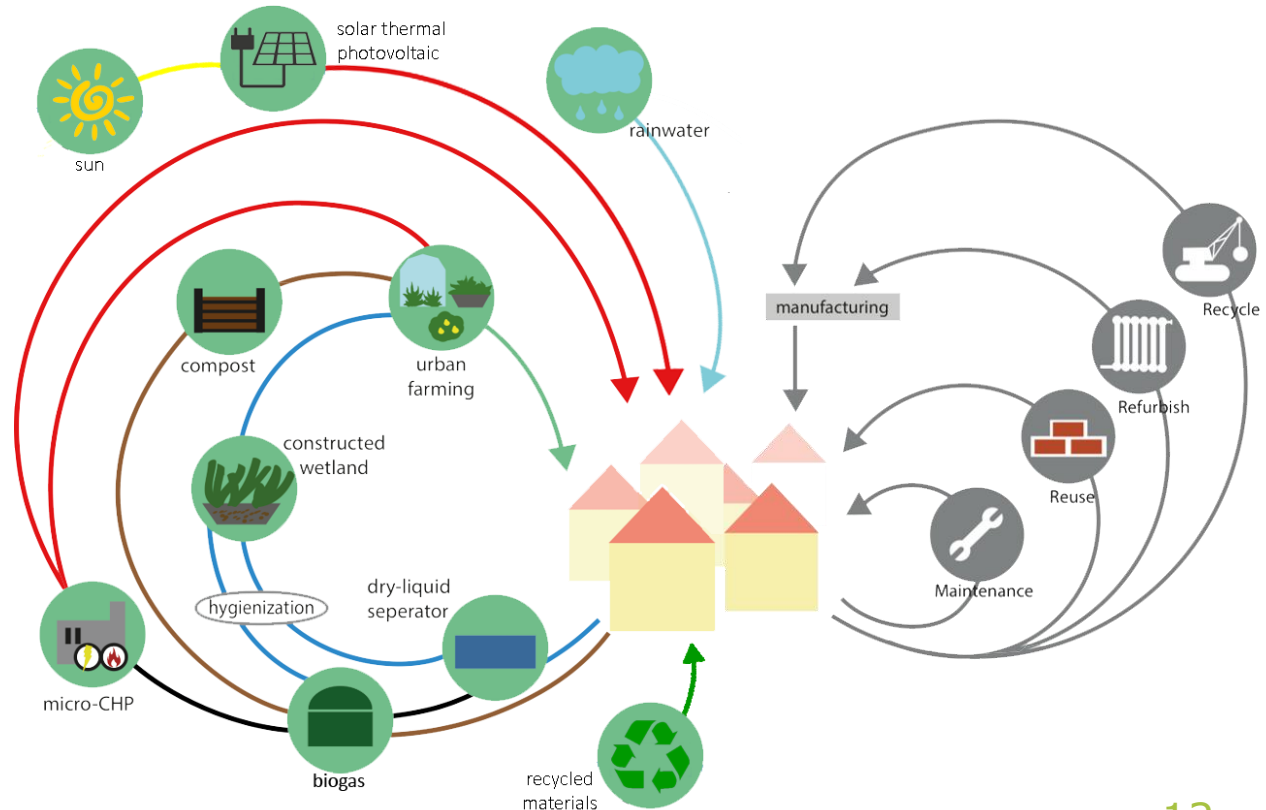 solar thermal
photovoltaic
sun
rainwater
compost
urban
farming
constructed
wetland
hygienization
dry-liquid
seperator
micro-CHP
biogas
recycled
materials
manufacturing
Recycle
Refurbish
Reuse
Maintenance